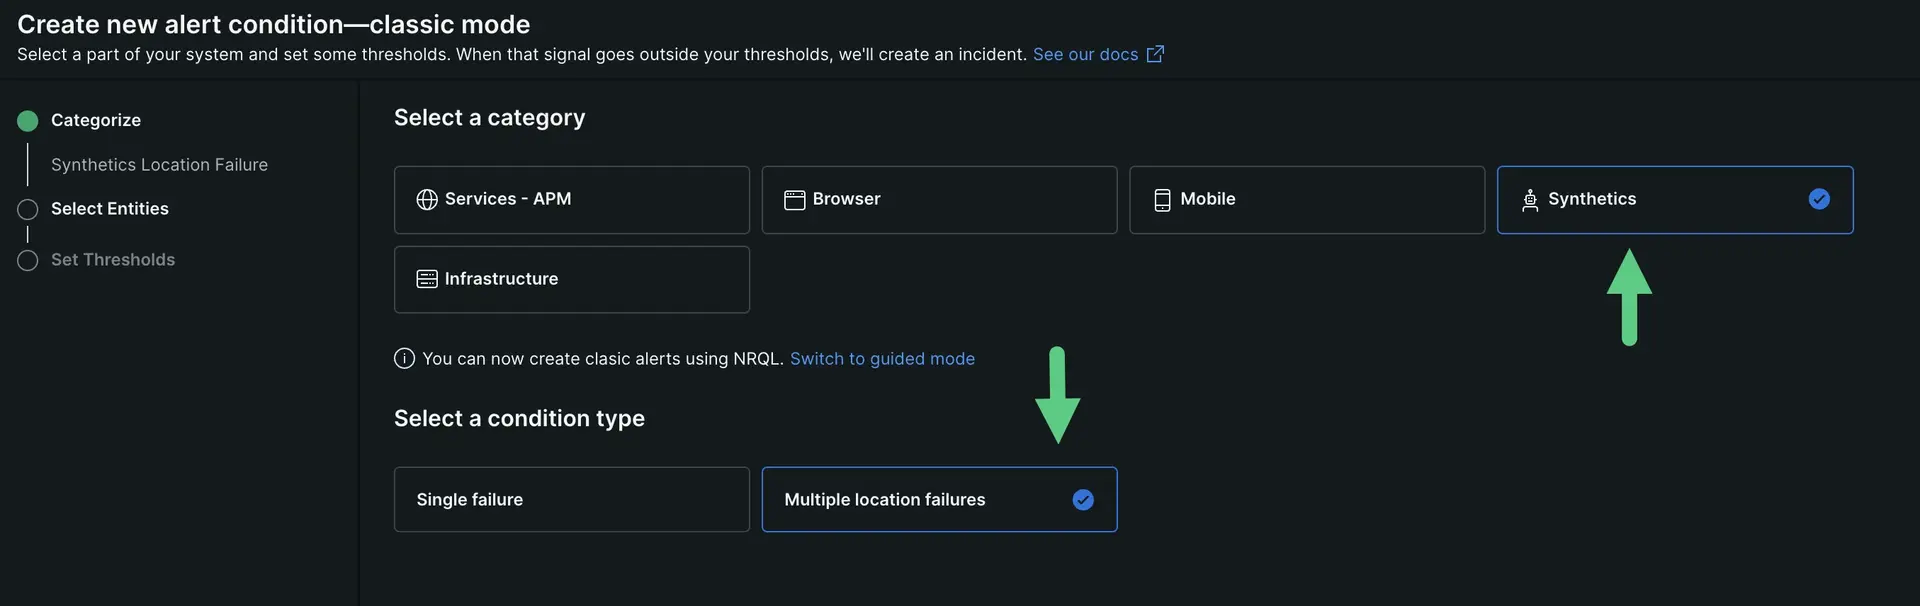 Create new alert condition—classic mode
Select a part of your system and set some thresholds. When that signal goes outside your thresholds, we'll create an incident. See our docs
Categorize
Synthetics Location Failure
Select Entities
Set Thresholds
Select a category
Services - APM
Browser
Mobile
Synthetics
Infrastructure
You can now create clasic alerts using NRQL. Switch to guided mode
Select a condition type
Single failure
Multiple location failures